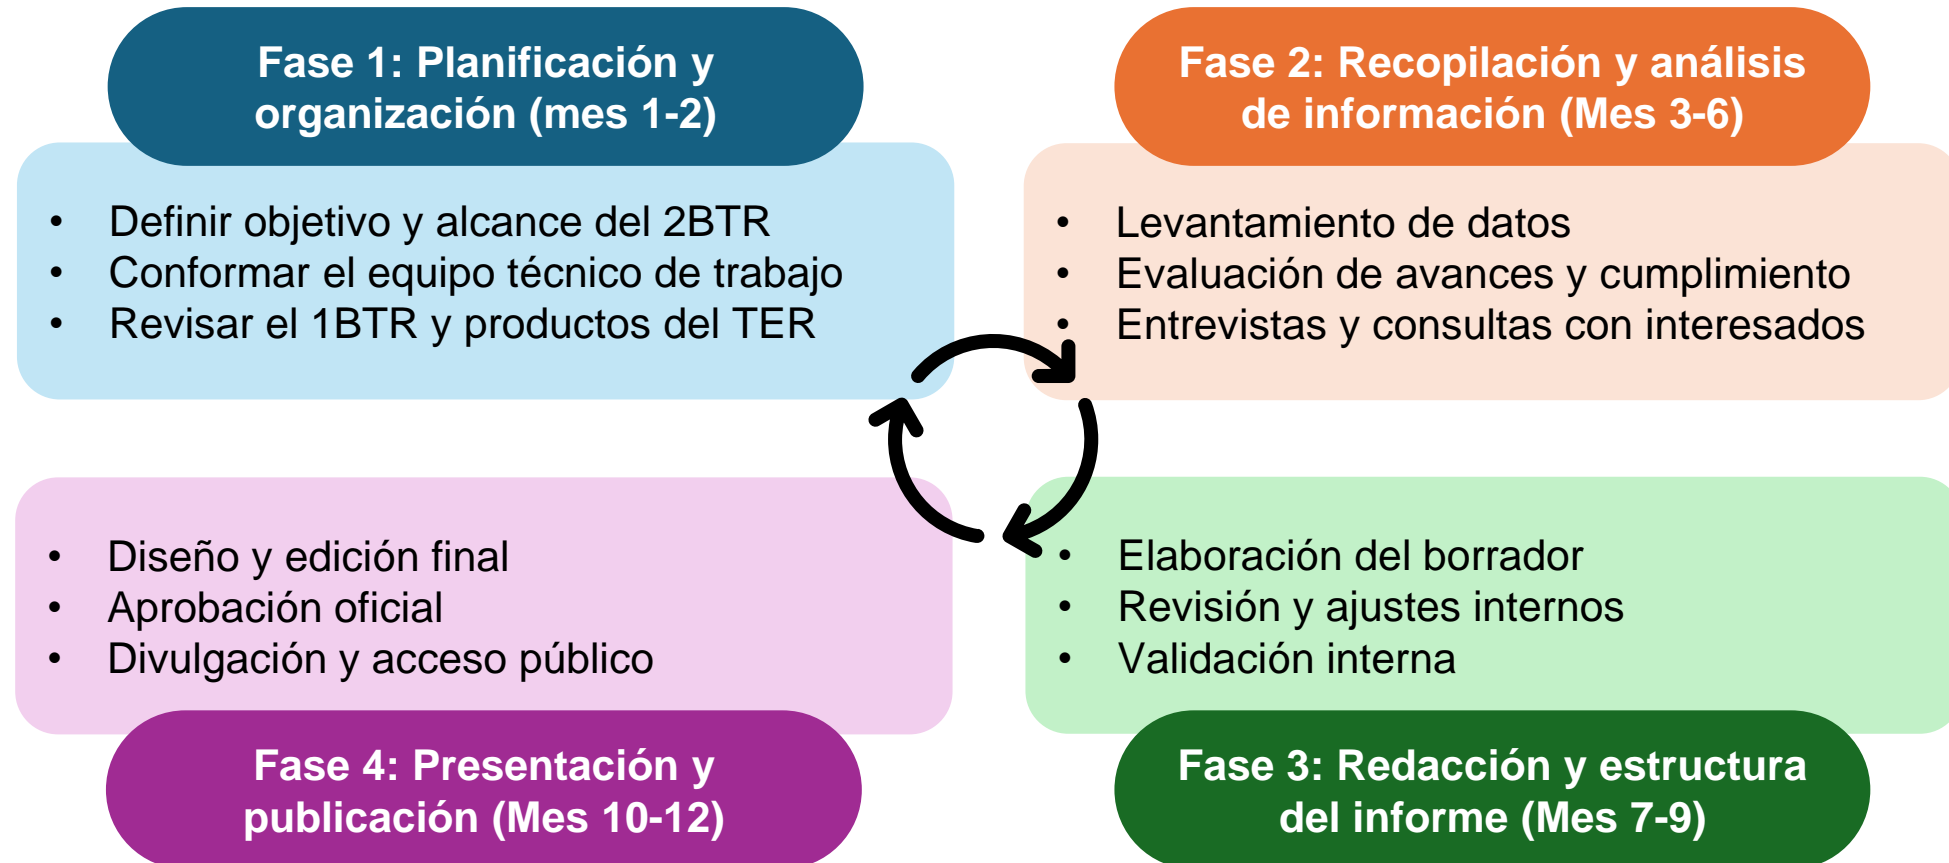 Fase 1: Planificación y
organización (mes 1-2)
• Definir objetivo y alcance del 2BTR
• Conformar el equipo técnico de trabajo
• Revisar el 1BTR y productos del TER
Fase 2: Recopilación y análisis
de información (Mes 3-6)
• Levantamiento de datos
• Evaluación de avances y cumplimiento
• Entrevistas y consultas con interesados
• Elaboración del borrador
• Revisión y ajustes internos
• Validación interna
Fase 3: Redacción y estructura
del informe (Mes 7-9)
• Diseño y edición final
• Aprobación oficial
• Divulgación y acceso público
Fase 4: Presentación y
publicación (Mes 10-12)